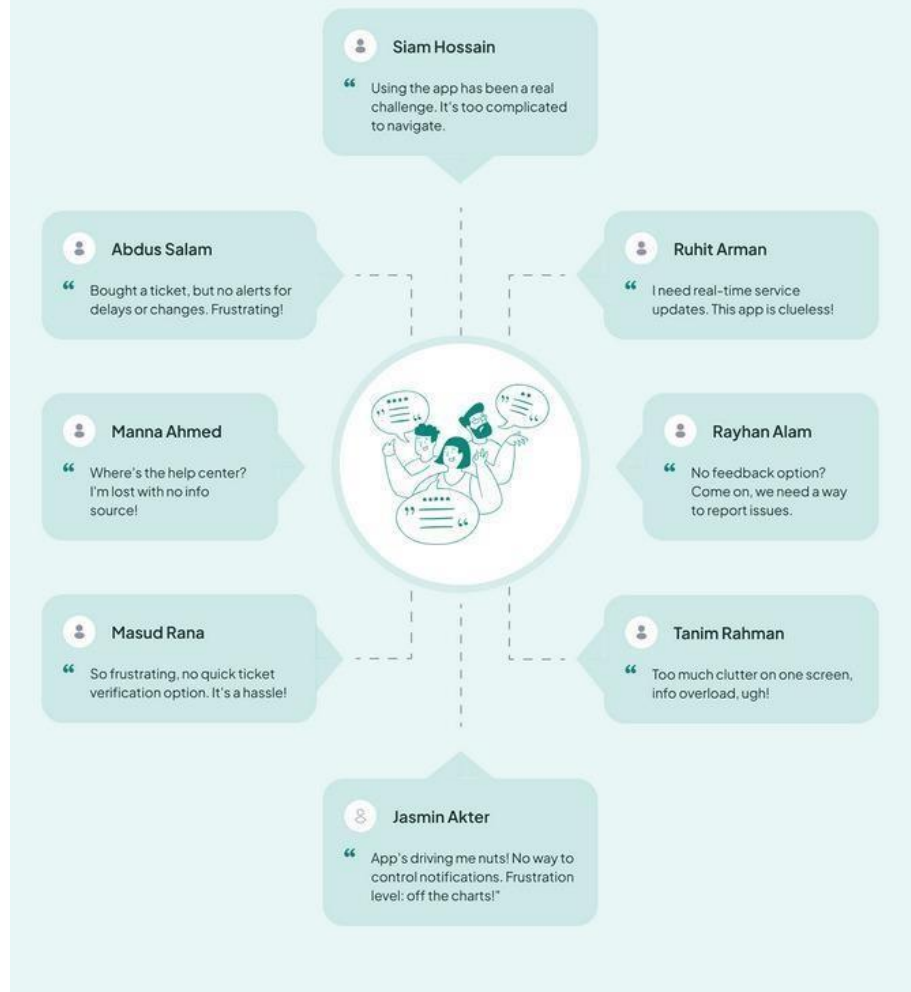 Siam Hossain
“ Using the app has been a real
challenge. It's too complicated
to navigate.
Abdus Salam
“ Bought a ticket, but no alerts for
delays or changes. Frustrating!
Ruhit Arman
“ I need real-time service
updates. This app is clueless!
Manna Ahmed
“ Where's the help center?
I'm lost with no info
source!
Rayhan Alam
“ No feedback option?
Come on, we need a way
to report issues.
Masud Rana
“ So frustrating, no quick ticket
verification option. It's a hassle!
Tanim Rahman
“ Too much clutter on one screen,
info overload, ugh!
Jasmin Akter
“ App's driving me nuts! No way to
control notifications. Frustration
level: off the charts!"